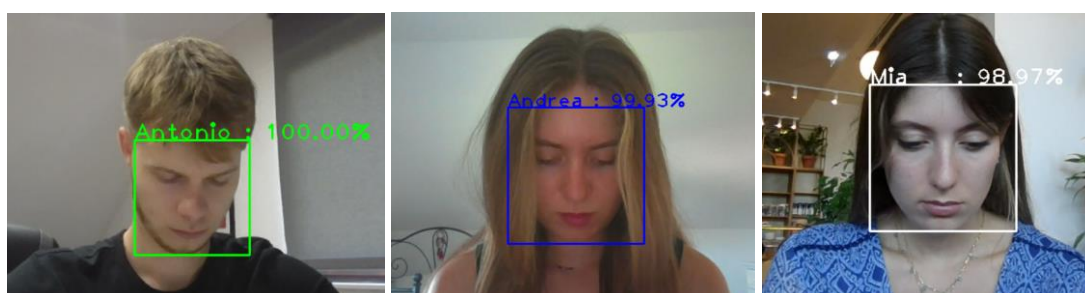 Antonio : 100.00%
Andrea : 99.93%
Mia : 98.97%